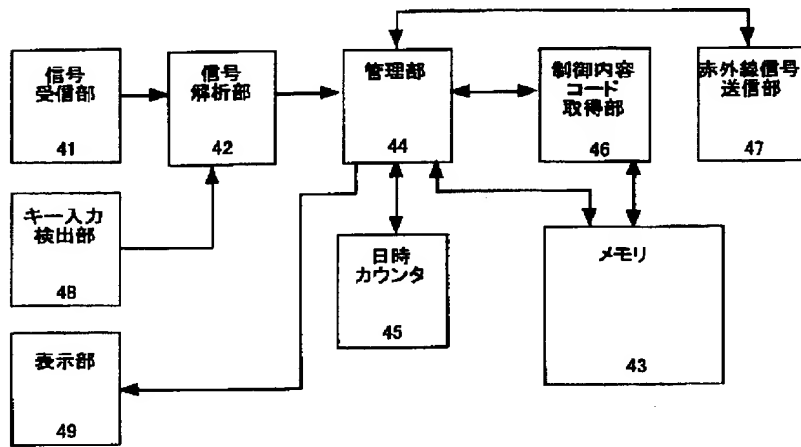 信号
受信部
41
信号
解析部
42
管理部
44
制御内容
コード
取得部
46
赤外線信号
送信部
47
キー入力
検出部
48
日時
カウンタ
45
メモリ
43
表示部
49